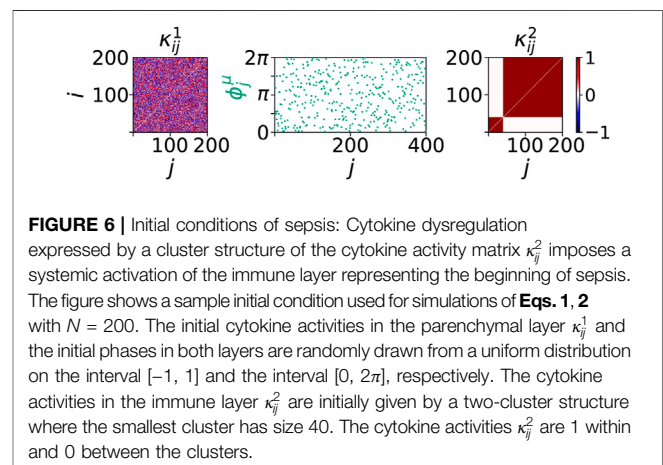 κ¹ᵢⱼ κ²ᵢⱼ
200 2π 200 1
i 100 ϕᵘⱼ π 100 0
0 −1
100 200 200 400 100 200
j j j
FIGURE 6 | Initial conditions of sepsis: Cytokine dysregulation
expressed by a cluster structure of the cytokine activity matrix κ²ᵢⱼ imposes a
systemic activation of the immune layer representing the beginning of sepsis.
The figure shows a sample initial condition used for simulations of Eqs. 1, 2
with N = 200. The initial cytokine activities in the parenchymal layer κ¹ᵢⱼ and
the initial phases in both layers are randomly drawn from a uniform distribution
on the interval [−1, 1] and the interval [0, 2π], respectively. The cytokine
activities in the immune layer κ²ᵢⱼ are initially given by a two-cluster structure
where the smallest cluster has size 40. The cytokine activities κ²ᵢⱼ are 1 within
and 0 between the clusters.